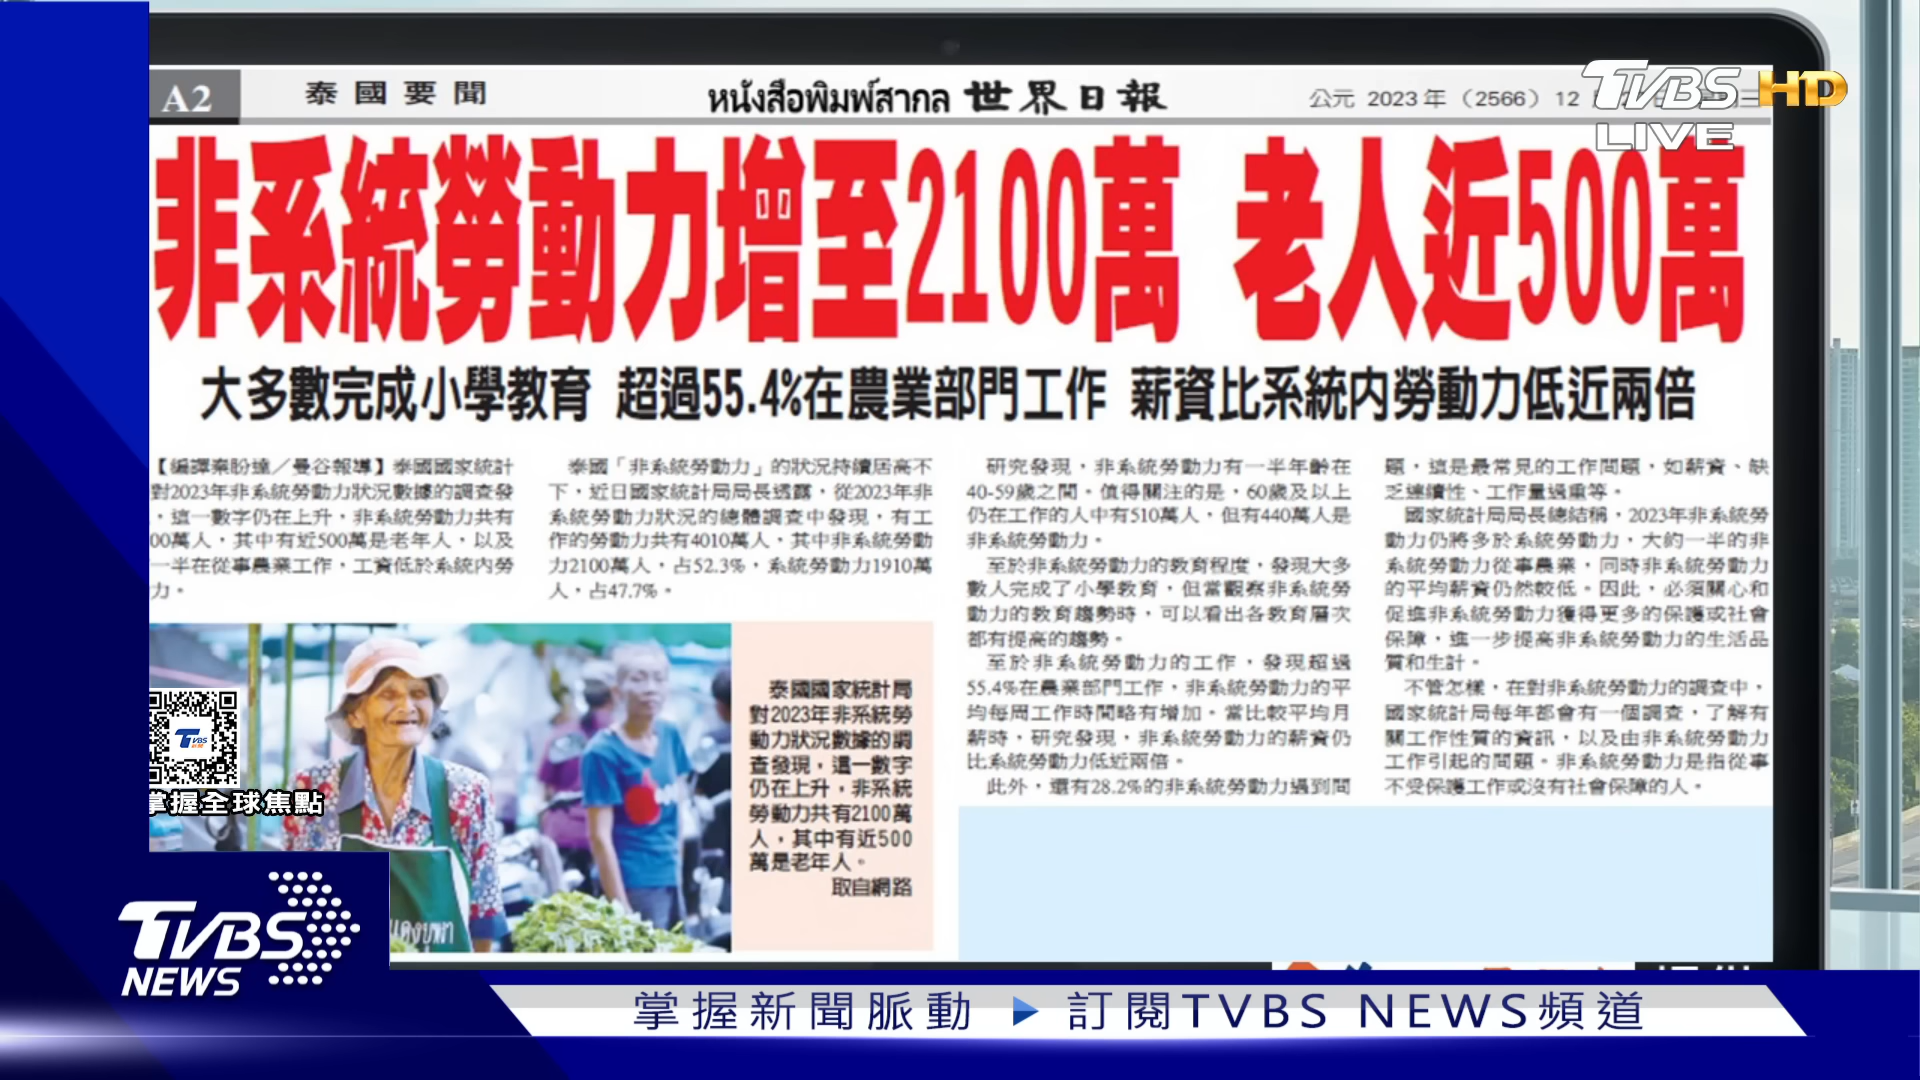 TVBS HD
LIVE
A2
泰國要聞
หนังสือพิมพ์สากล 世界日報
公元 2023年（2566）12
非系統勞動力增至2100萬 老人近500萬
大多數完成小學教育 超過55.4%在農業部門工作 薪資比系統內勞動力低近兩倍
【編譯秦盼達／曼谷報導】泰國國家統計
對2023年非系統勞動力狀況數據的調查發
，這一數字仍在上升，非系統勞動力共有
00萬人，其中有近500萬是老年人，以及
一半在從事農業工作，工資低於系統內勞
力。
泰國「非系統勞動力」的狀況持續居高不
下，近日國家統計局局長透露，從2023年非
系統勞動力狀況的總體調查中發現，有工
作的勞動力共有4010萬人，其中非系統勞動
力2100萬人，占52.3%，系統勞動力1910萬
人，占47.7%。
泰國國家統計局
對2023年非系統勞
動力狀況數據的調
查發現，這一數字
仍在上升，非系統
勞動力共有2100萬
人，其中有近500
萬是老年人。
取自網路
研究發現，非系統勞動力有一半年齡在
40-59歲之間。值得關注的是，60歲及以上
仍在工作的人中有510萬人，但有440萬人是
非系統勞動力。
至於非系統勞動力的教育程度，發現大多
數人完成了小學教育，但當觀察非系統勞
動力的教育趨勢時，可以看出各教育層次
都有提高的趨勢。
至於非系統勞動力的工作，發現超過
55.4%在農業部門工作，非系統勞動力的平
均每周工作時間略有增加。當比較平均月
薪時，研究發現，非系統勞動力的薪資仍
比系統勞動力低近兩倍。
此外，還有28.2%的非系統勞動力遇到問
題，這是最常見的工作問題，如薪資、缺
乏連續性、工作量過重等。
國家統計局局長總結稱，2023年非系統勞
動力仍將多於系統勞動力，大約一半的非
系統勞動力從事農業，同時非系統勞動力
的平均薪資仍然較低。因此，必須關心和
促進非系統勞動力獲得更多的保護或社會
保障，進一步提高非系統勞動力的生活品
質和生計。
不管怎樣，在對非系統勞動力的調查中，
國家統計局每年都會有一個調查，了解有
關工作性質的資訊，以及由非系統勞動力
工作引起的問題。非系統勞動力是指從事
不受保護工作或沒有社會保障的人。
TVBS
掌握全球焦點
TVBS
NEWS
掌握新聞脈動 訂閱TVBS NEWS頻道